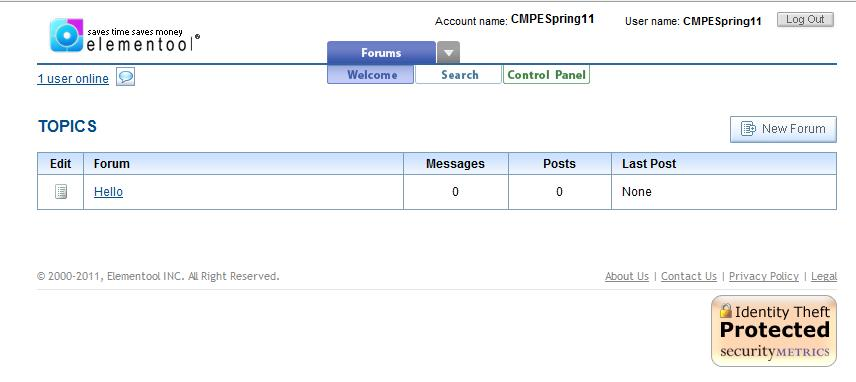 saves time saves money
elementool®
Account name: CMPESpring11 User name: CMPESpring11 Log Out
Forums
1 user online Welcome Search Control Panel
TOPICS
New Forum
Edit Forum Messages Posts Last Post
Hello 0 0 None
© 2000-2011, Elementool INC. All Right Reserved. About Us | Contact Us | Privacy Policy | Legal
Identity Theft
Protected
securityMETRICS